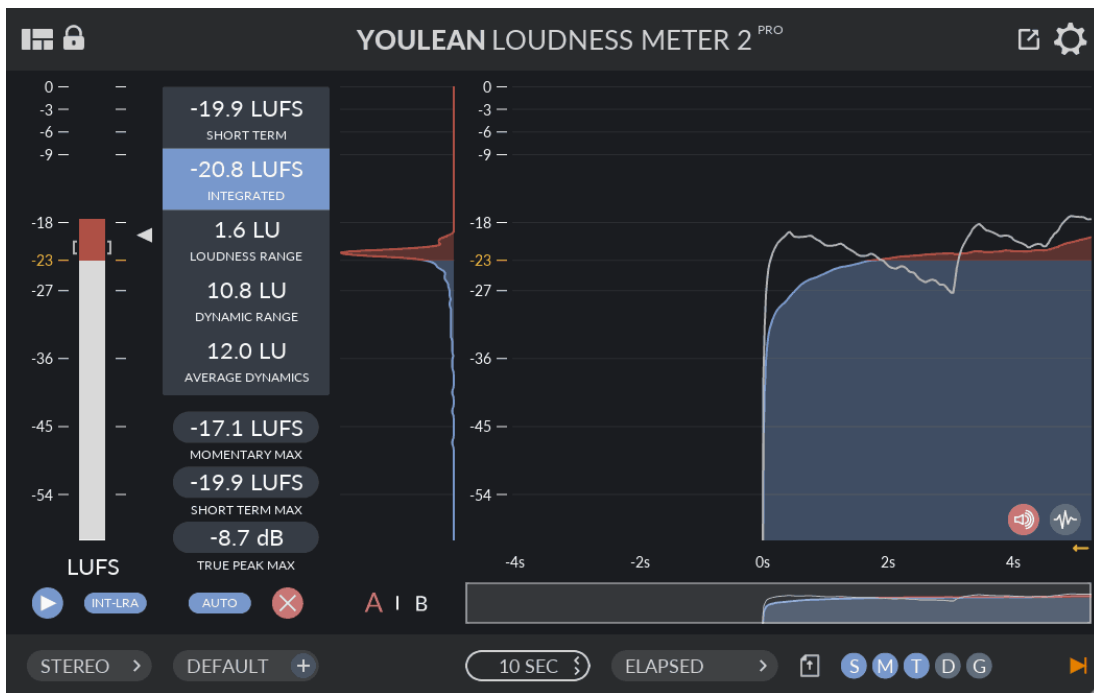 YOULEAN LOUDNESS METER 2 PRO
0
-3
-6
-9
-18
-23
-27
-36
-45
-54
LUFS
-19.9 LUFS
SHORT TERM
-20.8 LUFS
INTEGRATED
1.6 LU
LOUDNESS RANGE
10.8 LU
DYNAMIC RANGE
12.0 LU
AVERAGE DYNAMICS
-17.1 LUFS
MOMENTARY MAX
-19.9 LUFS
SHORT TERM MAX
-8.7 dB
TRUE PEAK MAX
0
-3
-6
-9
-18
-23
-27
-36
-45
-54
-4s -2s 0s 2s 4s
INT-LRA AUTO A I B
STEREO > DEFAULT + 10 SEC ELAPSED > S M T D G